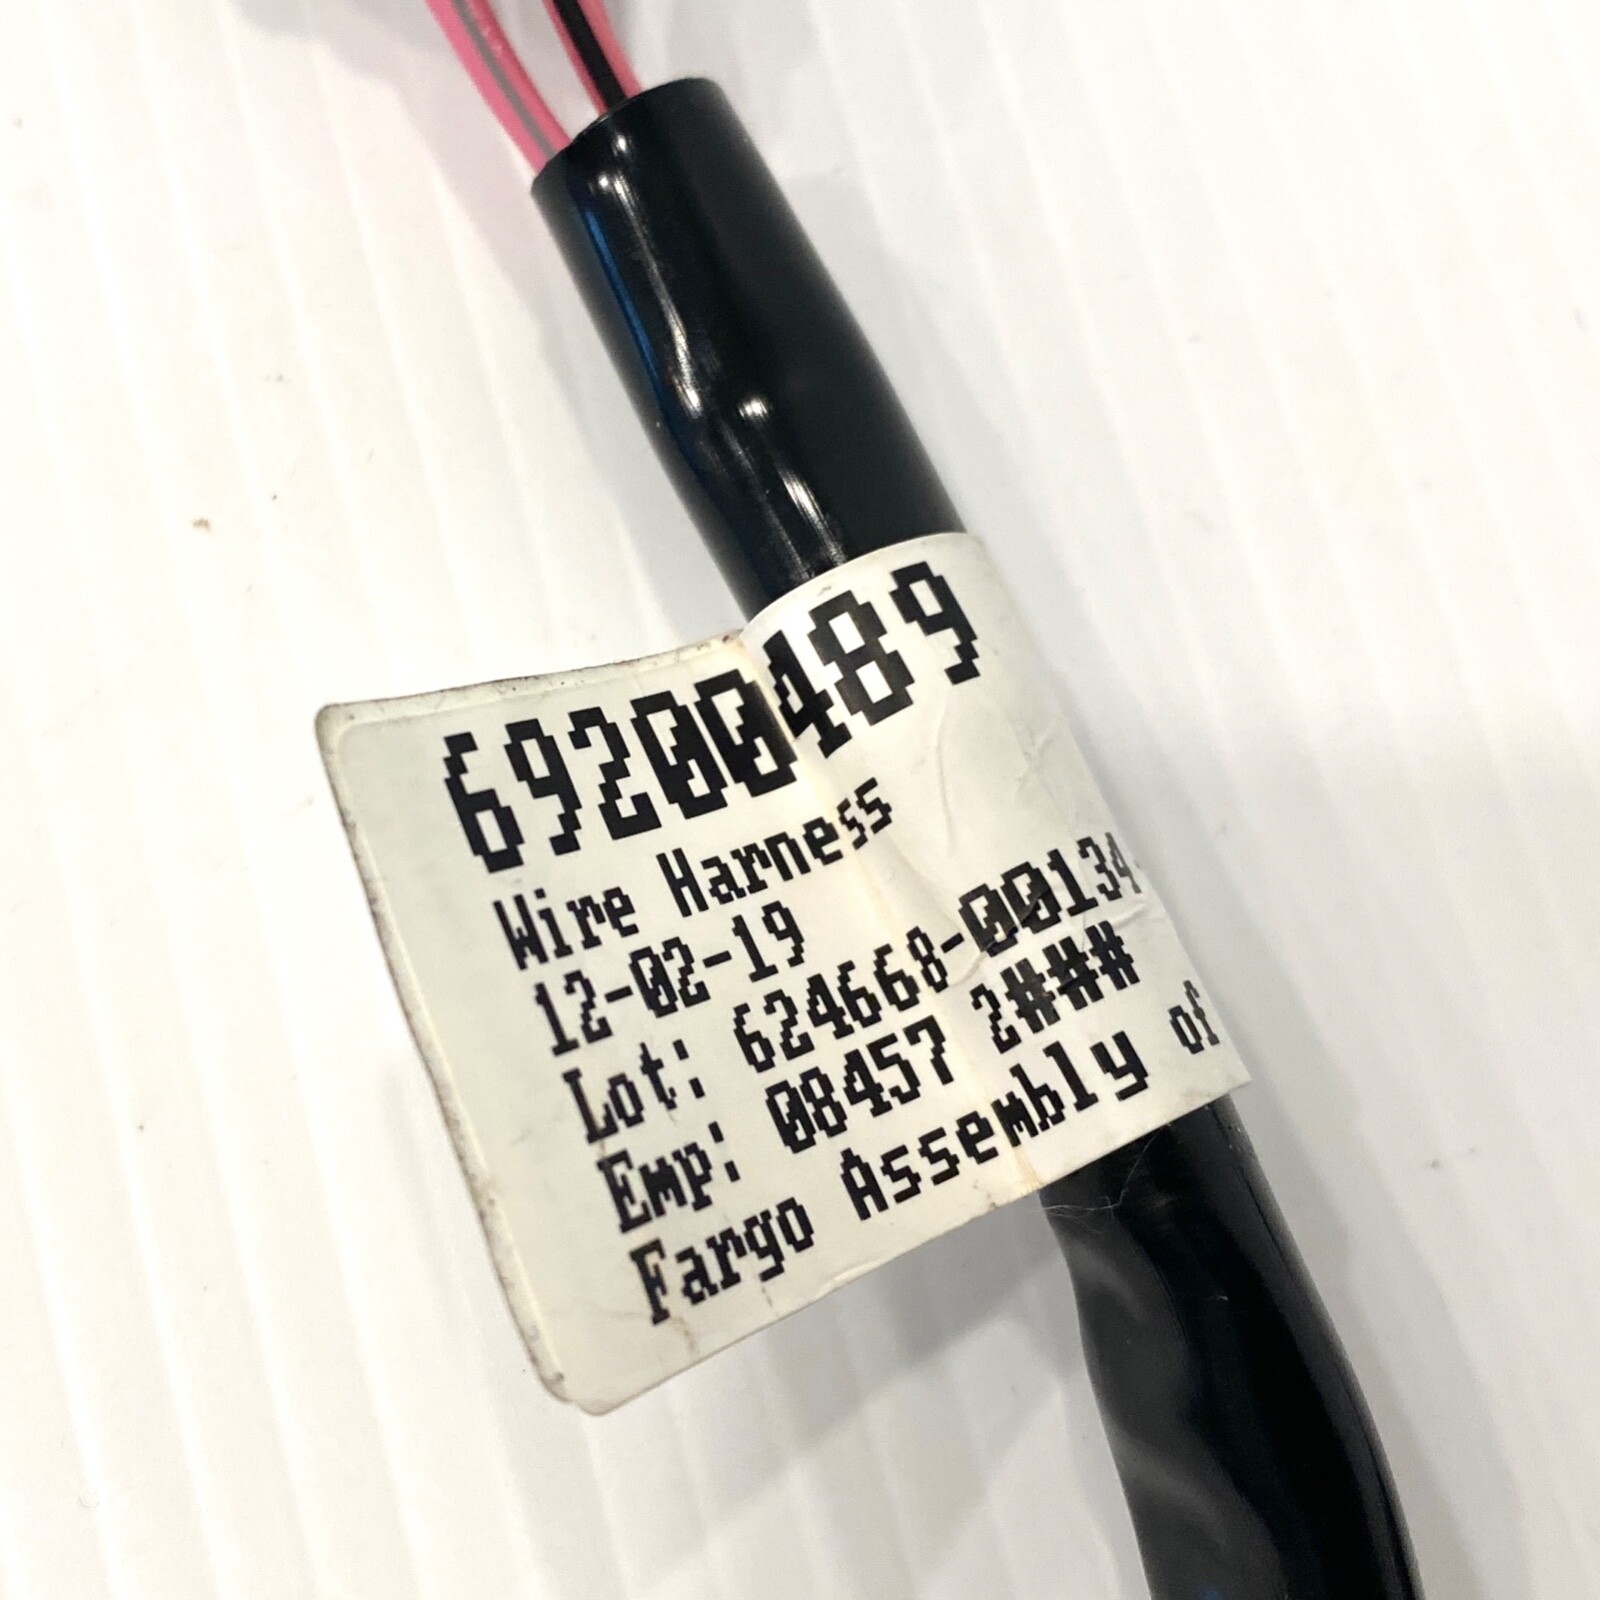 69200489
Wire Harness
12-02-19
Lot: 624668-00134-
Emp: 08457 2###
Fargo Assembly of